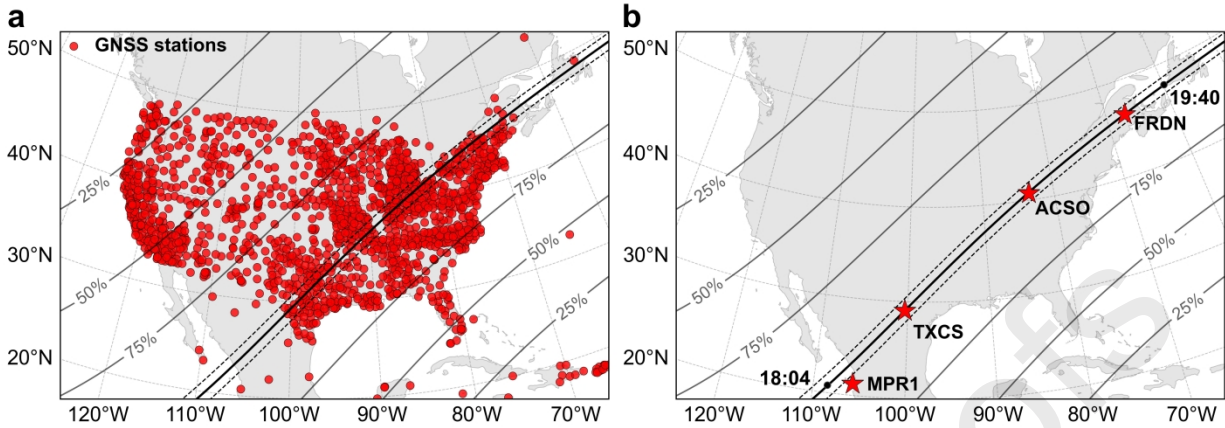 a
GNSS stations
50°N
40°N
30°N
20°N
120°W
110°W
100°W
90°W
80°W
70°W
25%
50%
75%
75%
50%
25%
b
50°N
40°N
30°N
20°N
120°W
110°W
100°W
90°W
80°W
70°W
25%
50%
75%
75%
50%
25%
19:40
FRDN
ACSO
TXCS
18:04
MPR1